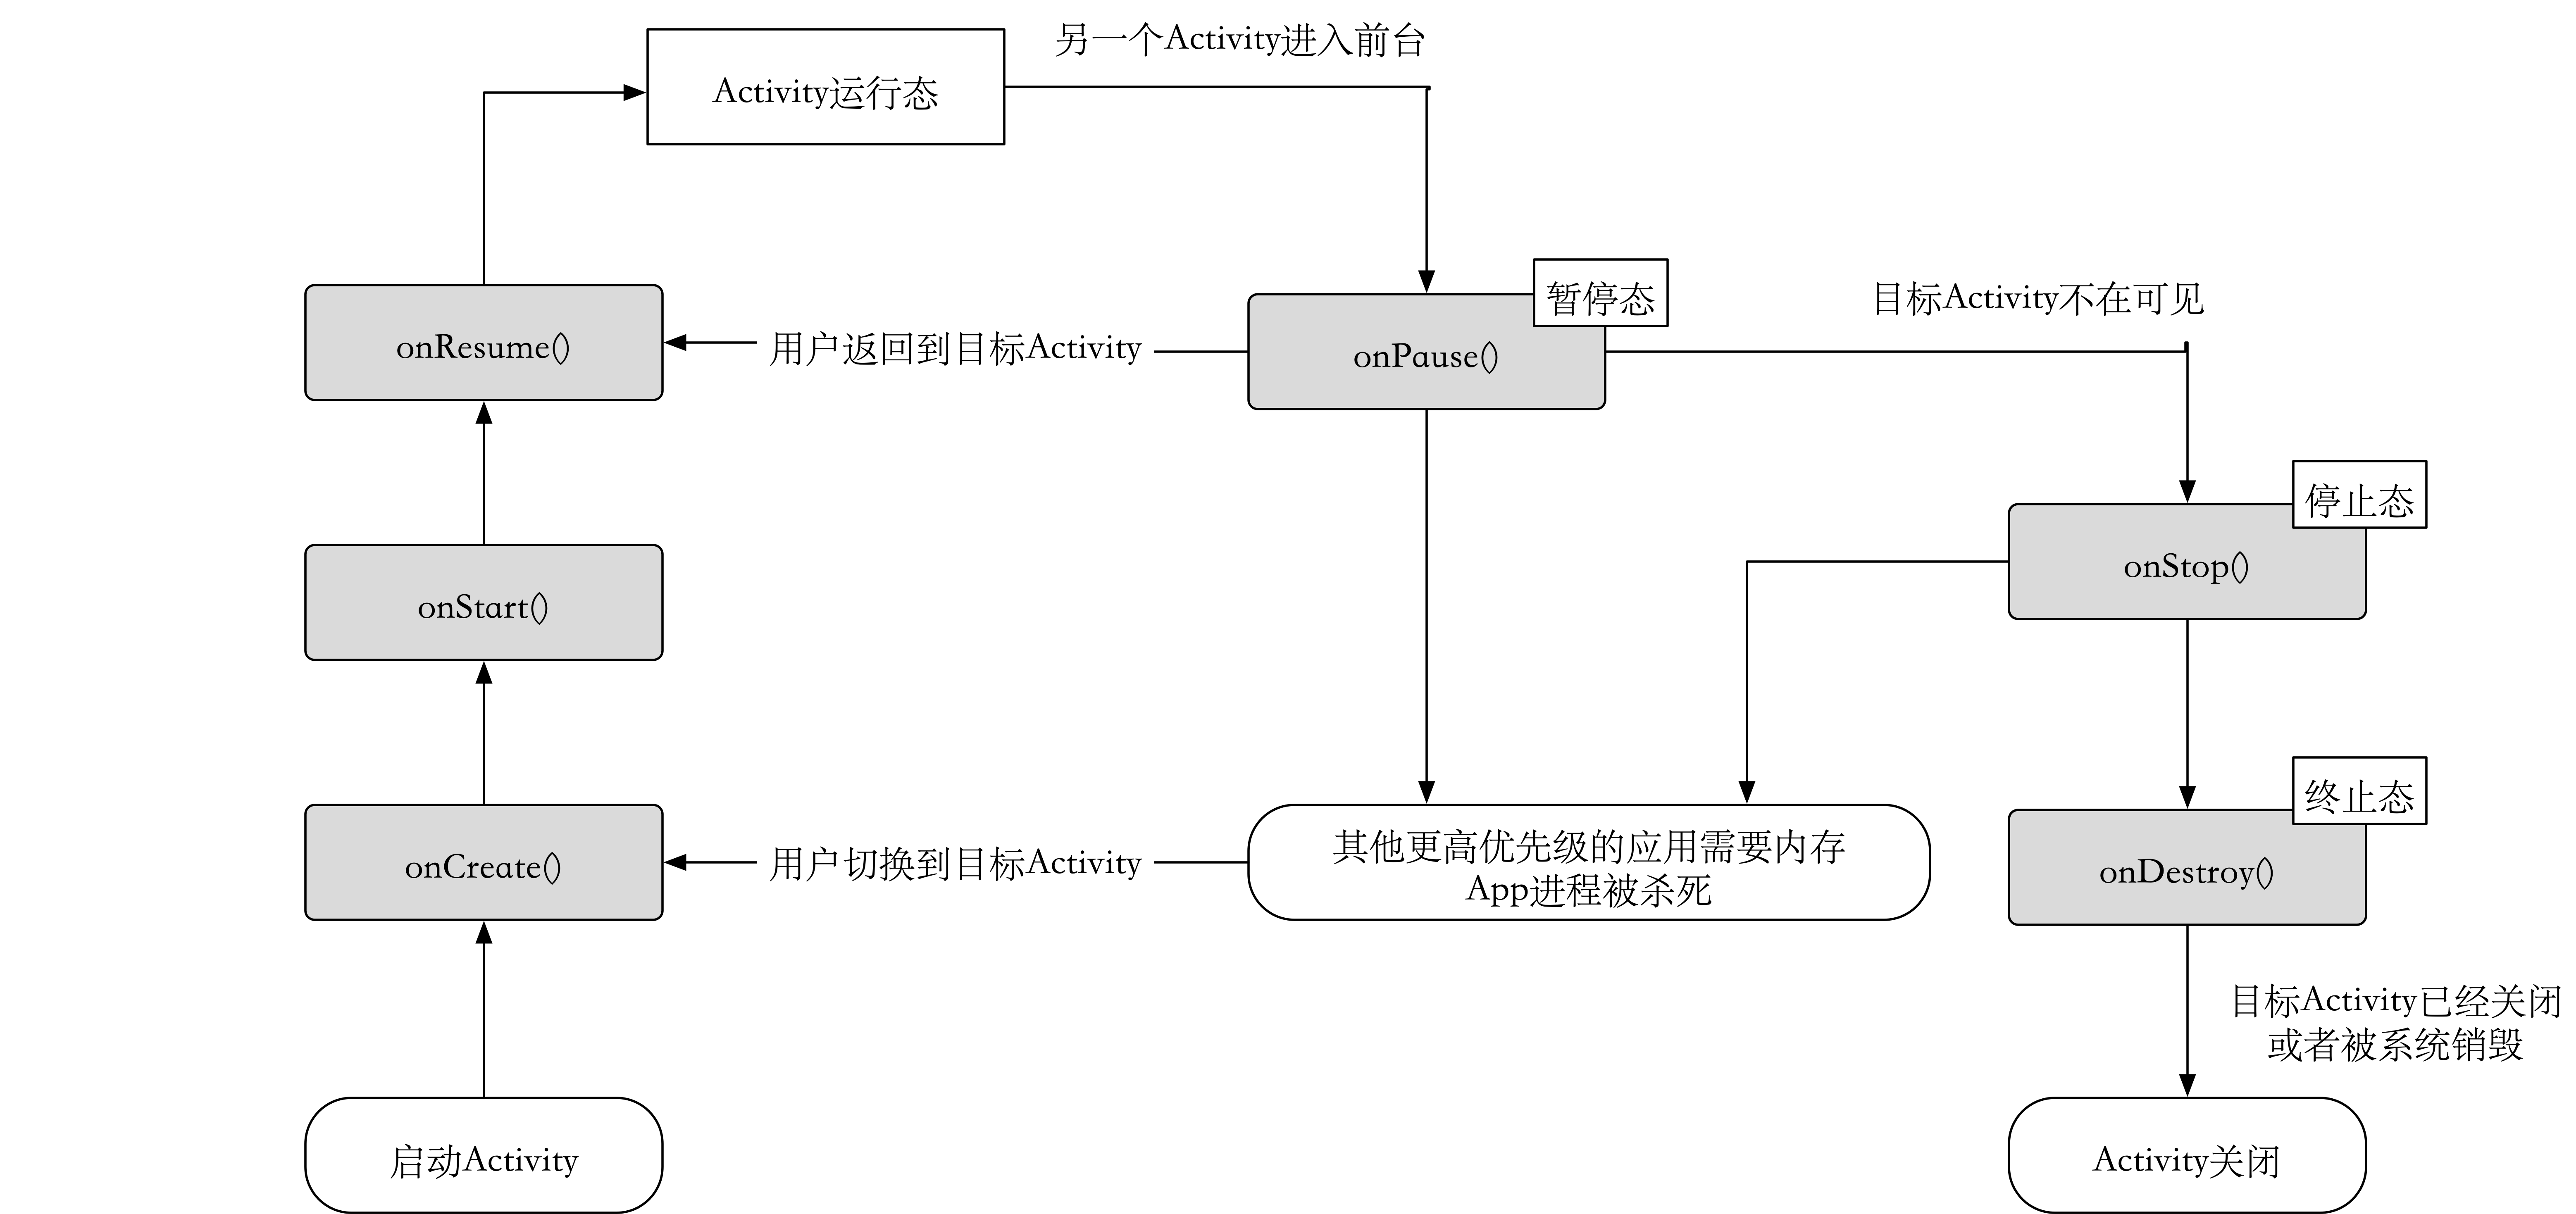 另一个Activity进入前台
Activity运行态
暂停态
目标Activity不在可见
onResume()
用户返回到目标Activity
onPause()
停止态
onStop()
onStart()
终止态
其他更高优先级的应用需要内存
App进程被杀死
onCreate()
用户切换到目标Activity
onDestroy()
目标Activity已经关闭
或者被系统销毁
启动Activity
Activity关闭